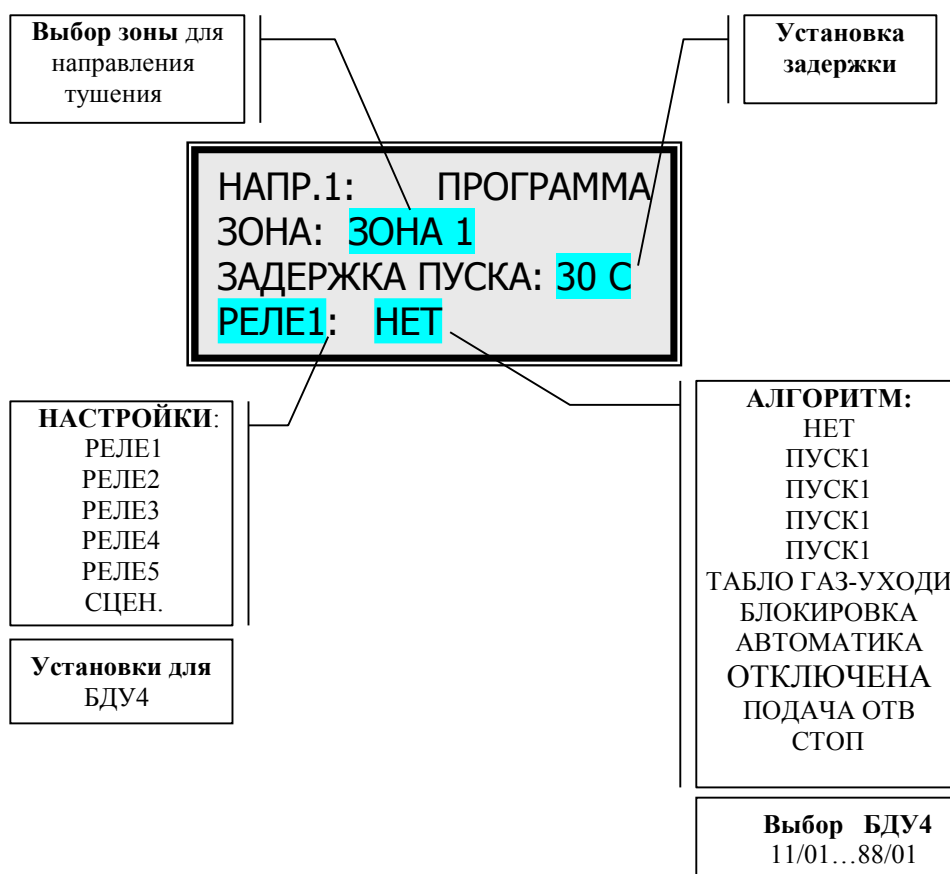 Выбор зоны для
направления
тушения
Установка
задержки
НАПР.1: ПРОГРАММА
ЗОНА: ЗОНА 1
ЗАДЕРЖКА ПУСКА: 30 С
РЕЛЕ1: НЕТ
НАСТРОЙКИ:
РЕЛЕ1
РЕЛЕ2
РЕЛЕ3
РЕЛЕ4
РЕЛЕ5
СЦЕН.
Установки для
БДУ4
АЛГОРИТМ:
НЕТ
ПУСК1
ПУСК1
ПУСК1
ПУСК1
ТАБЛО ГАЗ-УХОДИ
БЛОКИРОВКА
АВТОМАТИКА
ОТКЛЮЧЕНА
ПОДАЧА ОТВ
СТОП
Выбор БДУ4
11/01…88/01